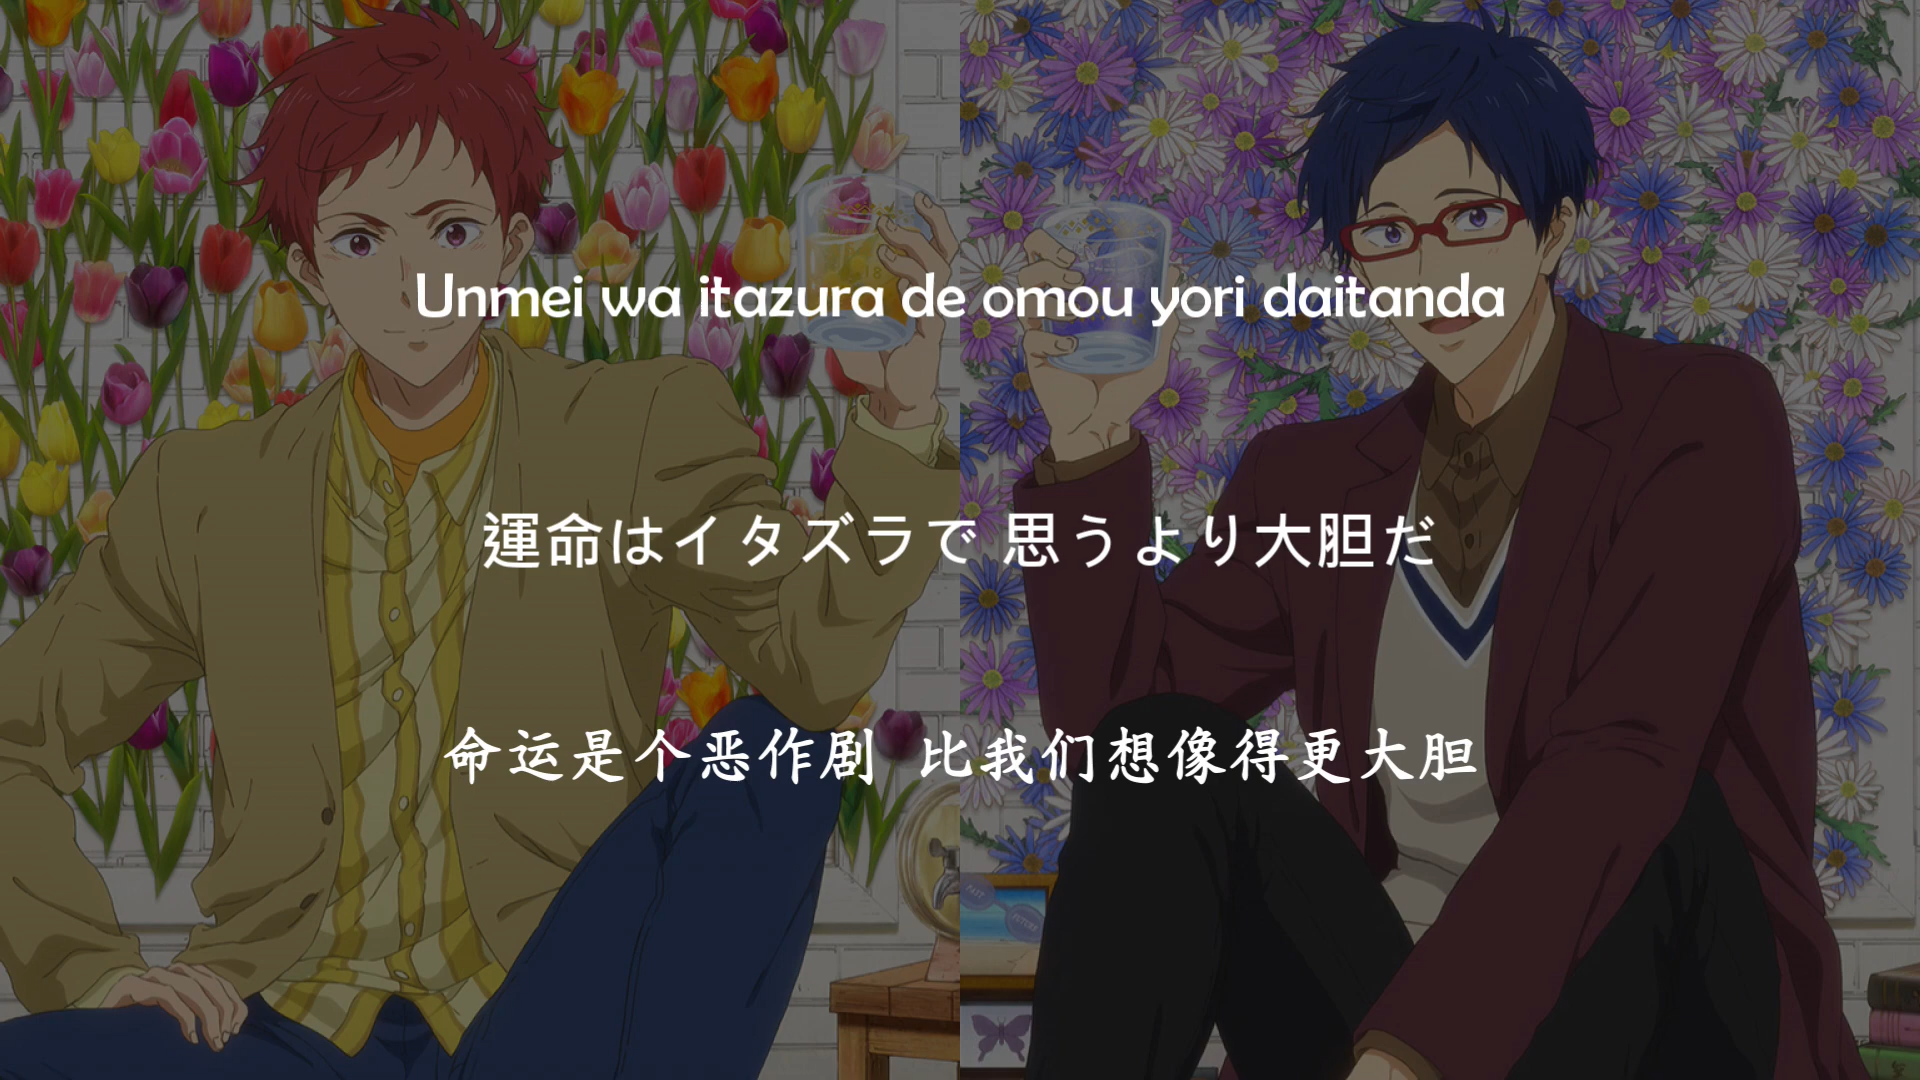 Unmei wa itazura de omou yori daitanda
運命はイタズラで 思うより大胆だ
命运是个恶作剧 比我们想像得更大胆
PAST
FUTURE